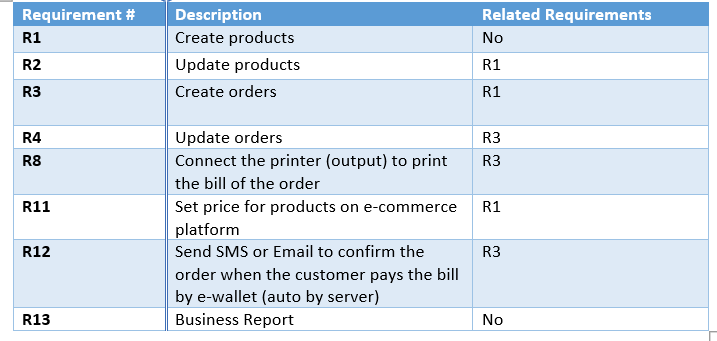 Requirement # Description Related Requirements
R1 Create products No
R2 Update products R1
R3 Create orders R1
R4 Update orders R3
R8 Connect the printer (output) to print R3
the bill of the order
R11 Set price for products on e-commerce R1
platform
R12 Send SMS or Email to confirm the R3
order when the customer pays the bill
by e-wallet (auto by server)
R13 Business Report No